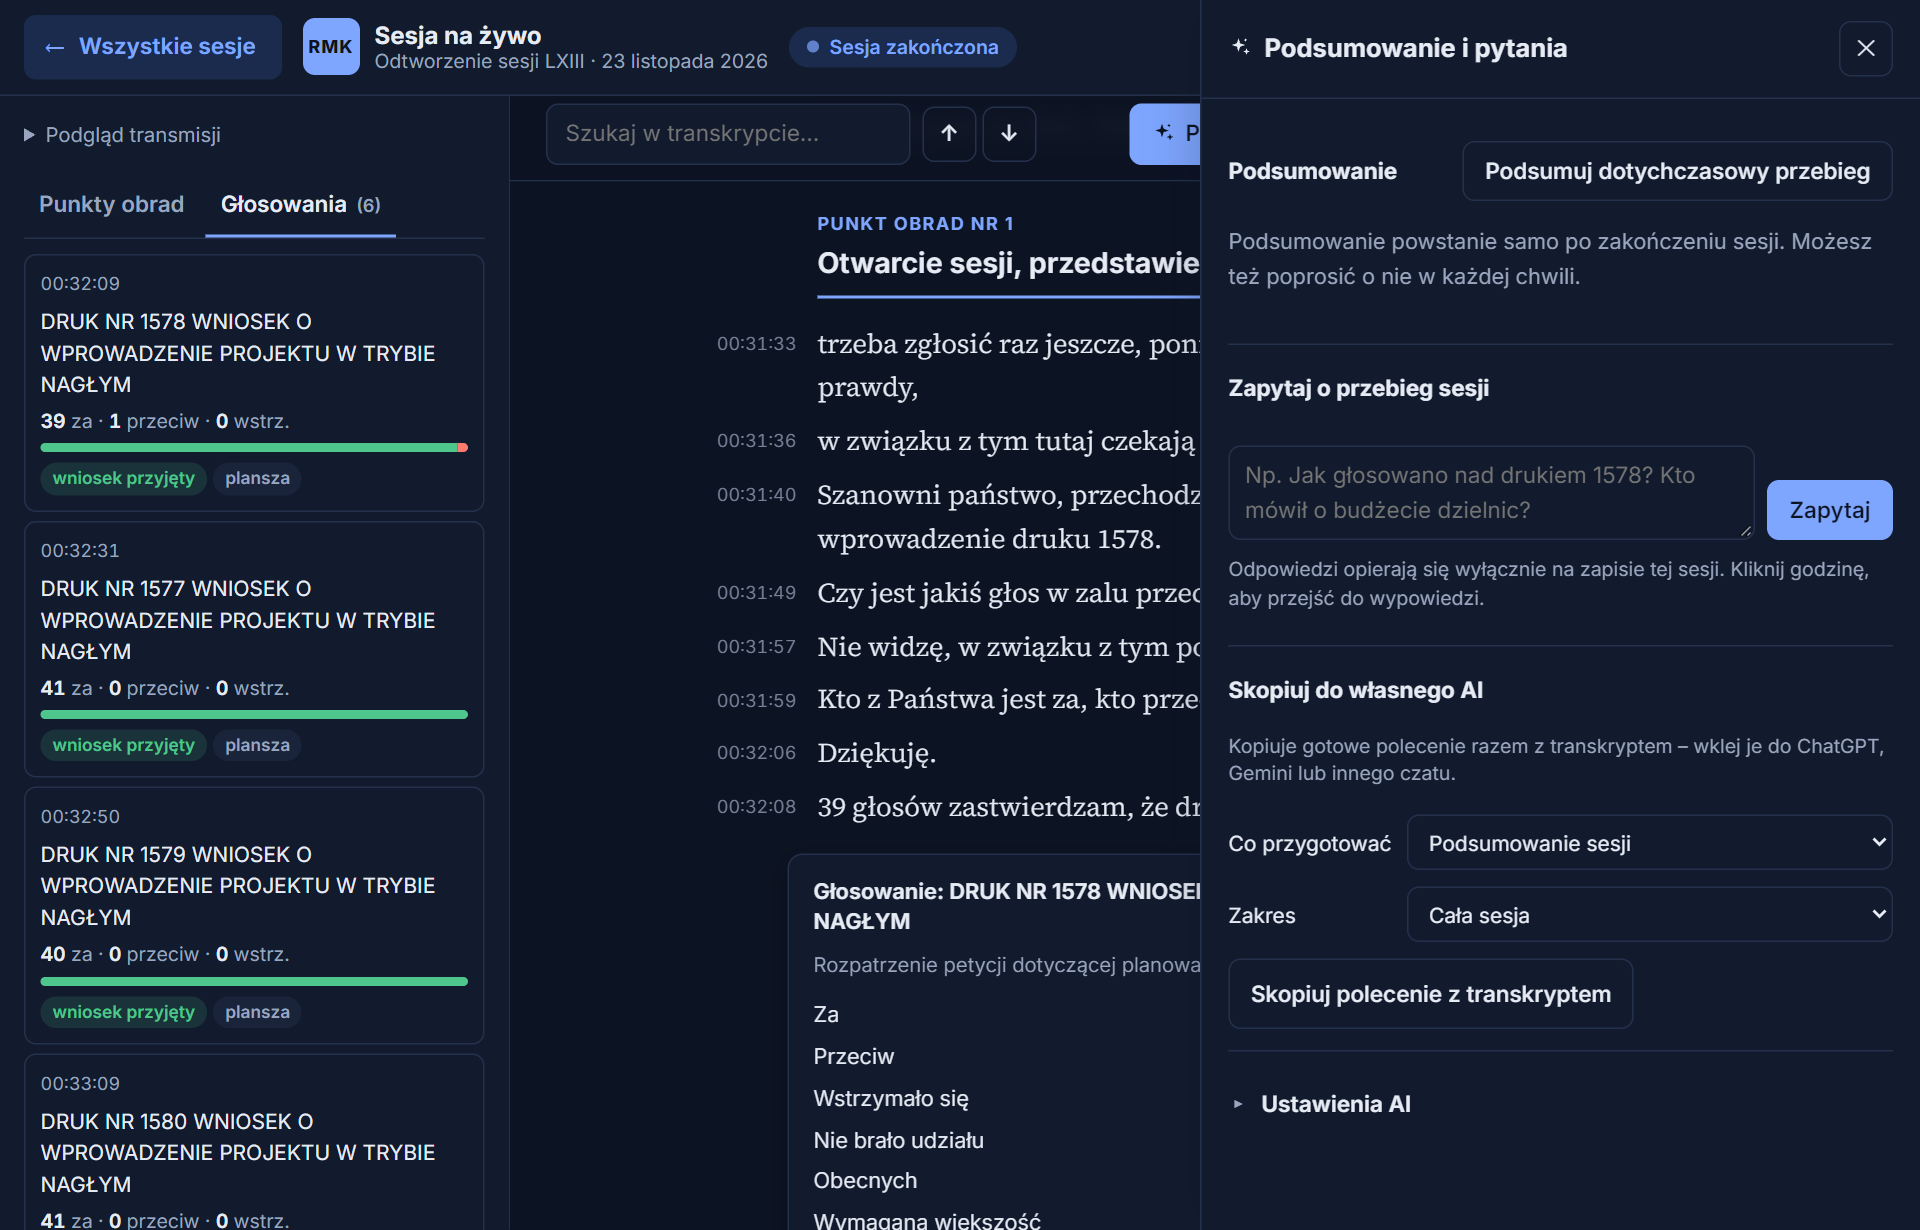 ← Wszystkie sesje
RMK
Sesja na żywo
Odtworzenie sesji LXIII · 23 listopada 2026
Sesja zakończona
Podgląd transmisji
Punkty obrad
Głosowania (6)
00:32:09
DRUK NR 1578 WNIOSEK O
WPROWADZENIE PROJEKTU W TRYBIE
NAGŁYM
39 za · 1 przeciw · 0 wstrz.
wniosek przyjęty
plansza
00:32:31
DRUK NR 1577 WNIOSEK O
WPROWADZENIE PROJEKTU W TRYBIE
NAGŁYM
41 za · 0 przeciw · 0 wstrz.
wniosek przyjęty
plansza
00:32:50
DRUK NR 1579 WNIOSEK O
WPROWADZENIE PROJEKTU W TRYBIE
NAGŁYM
40 za · 0 przeciw · 0 wstrz.
wniosek przyjęty
plansza
00:33:09
DRUK NR 1580 WNIOSEK O
WPROWADZENIE PROJEKTU W TRYBIE
NAGŁYM
41 za · 0 przeciw · 0 wstrz.
Szukaj w transkrypcie...
P
PUNKT OBRAD NR 1
Otwarcie sesji, przedstawie
00:31:33 trzeba zgłosić raz jeszcze, pon
prawdy,
00:31:36 w związku z tym tutaj czekają
00:31:40 Szanowni państwo, przechodz
wprowadzenie druku 1578.
00:31:49 Czy jest jakiś głos w zalu przec
00:31:57 Nie widzę, w związku z tym po
00:31:59 Kto z Państwa jest za, kto prze
00:32:06 Dziękuję.
00:32:08 39 głosów zastwierdzam, że dr
Głosowanie: DRUK NR 1578 WNIOSE
NAGŁYM
Rozpatrzenie petycji dotyczącej planowa
Za
Przeciw
Wstrzymało się
Nie brało udziału
Obecnych
Wymagana większość
Podsumowanie i pytania
Podsumowanie
Podsumuj dotychczasowy przebieg
Podsumowanie powstanie samo po zakończeniu sesji. Możesz
też poprosić o nie w każdej chwili.
Zapytaj o przebieg sesji
Np. Jak głosowano nad drukiem 1578? Kto
mówił o budżecie dzielnic?
Zapytaj
Odpowiedzi opierają się wyłącznie na zapisie tej sesji. Kliknij godzinę,
aby przejść do wypowiedzi.
Skopiuj do własnego AI
Kopiuje gotowe polecenie razem z transkryptem – wklej je do ChatGPT,
Gemini lub innego czatu.
Co przygotować
Podsumowanie sesji
Zakres
Cała sesja
Skopiuj polecenie z transkryptem
Ustawienia AI